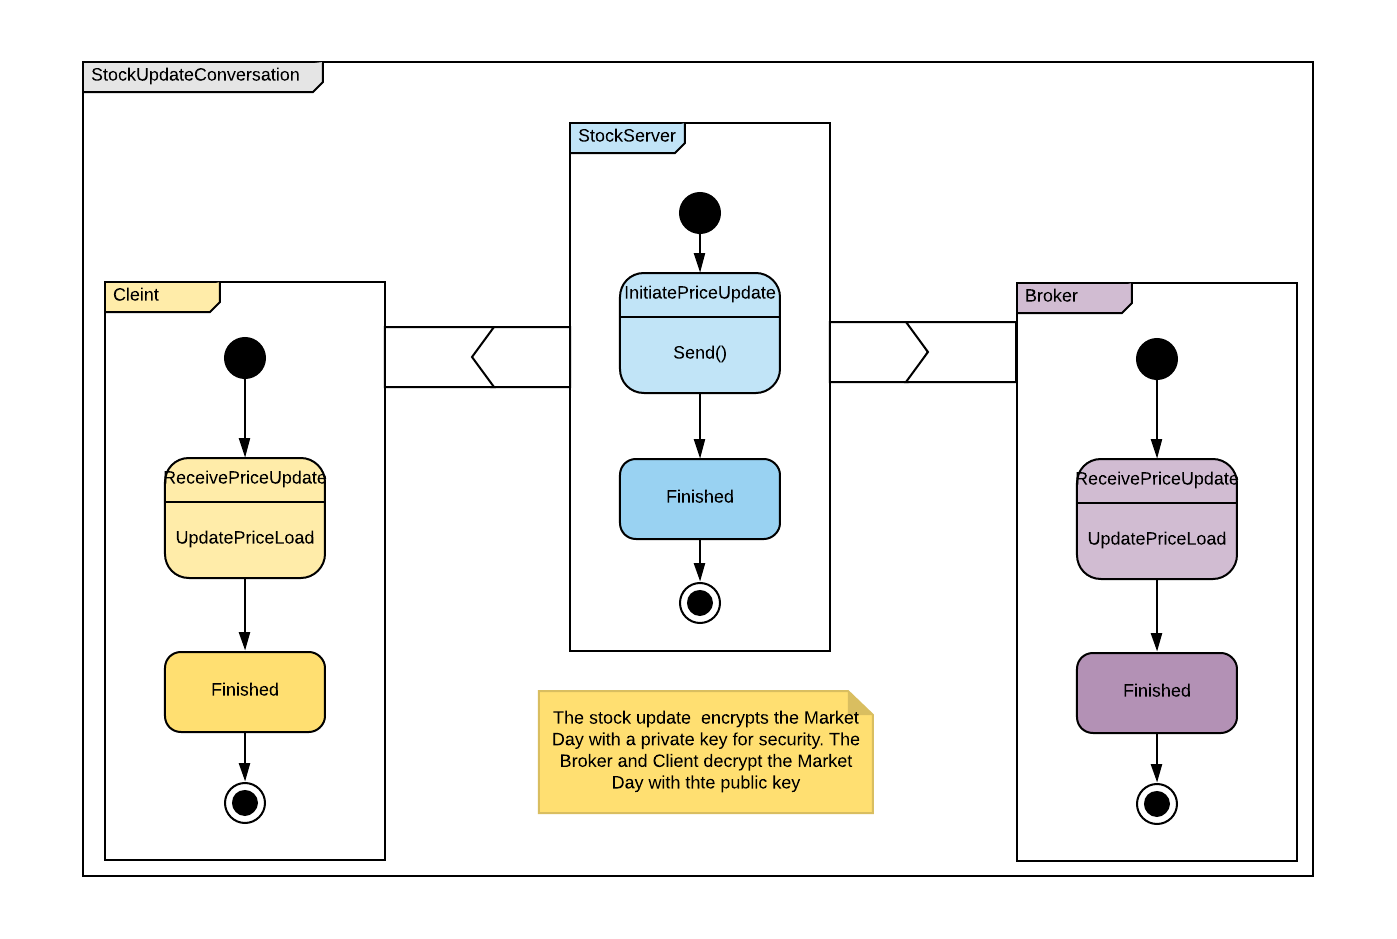 StockUpdateConversation
StockServer
InitiatePriceUpdate
Send()
Finished
Cleint
ReceivePriceUpdate
UpdatePriceLoad
Finished
Broker
ReceivePriceUpdate
UpdatePriceLoad
Finished
The stock update  encrypts the Market
Day with a private key for security. The
Broker and Client decrypt the Market
Day with thte public key